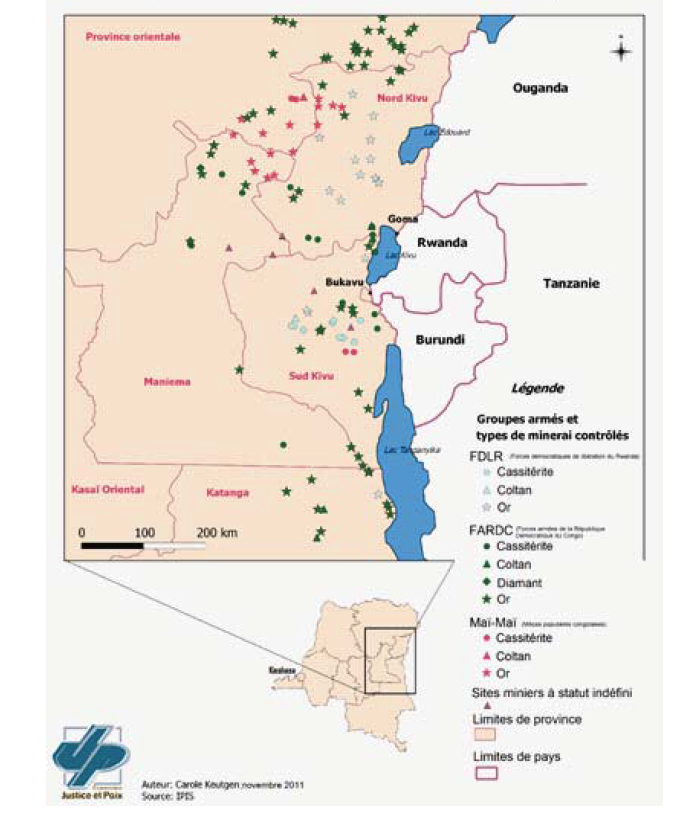 Province orientale
Ouganda
Nord Kivu
Lac Edouard
Goma
Rwanda
Lac Kivu
Bukavu
Tanzanie
Burundi
Légende
Sud Kivu
Maniema
Groupes armés et
types de minerai contrôlés
Lac Tanganyika
FDLR (Forces démocratiques de libération du Rwanda)
Cassitérite
Coltan
Or
Kasaï Oriental
Katanga
0 100 200 km
FARDC (Forces armées de la République
Démocratique du Congo)
Cassitérite
Coltan
Diamant
Or
Maï-Maï (Milices populaires congolaises)
Cassitérite
Coltan
Or
Sites miniers à statut indéfini
Limites de province
Limites de pays
Kinshasa
Justice et Paix
Auteur: Carole Keutgen,novembre 2011
Source: IPIS